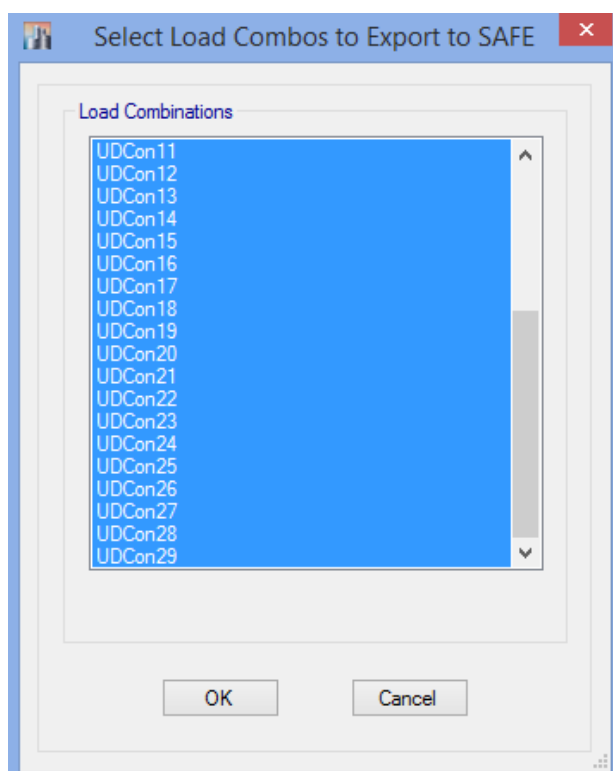 Select Load Combos to Export to SAFE
Load Combinations
UDCon11
UDCon12
UDCon13
UDCon14
UDCon15
UDCon16
UDCon17
UDCon18
UDCon19
UDCon20
UDCon21
UDCon22
UDCon23
UDCon24
UDCon25
UDCon26
UDCon27
UDCon28
UDCon29
OK Cancel